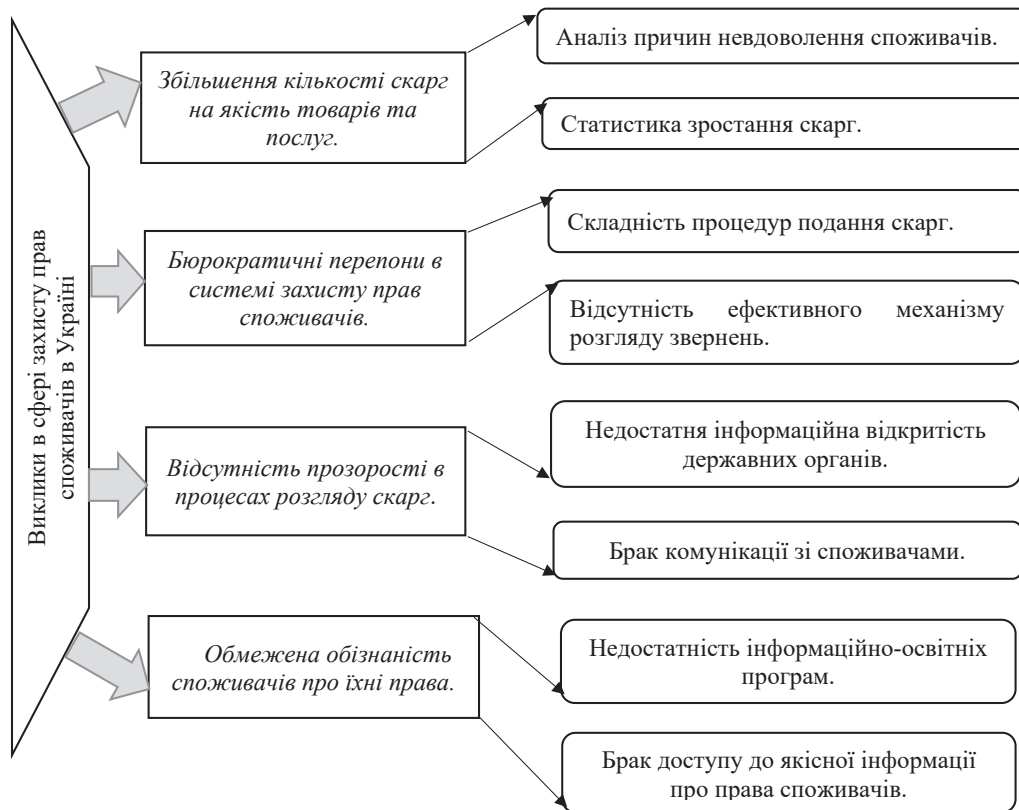 Виклики в сфері захисту прав
споживачів в Україні
Збільшення кількості скарг
на якість товарів та
послуг.
Аналіз причин невдоволення споживачів.
Статистика зростання скарг.
Бюрократичні перепони в
системі захисту прав
споживачів.
Складність процедур подання скарг.
Відсутність ефективного механізму
розгляду звернень.
Відсутність прозорості в
процесах розгляду скарг.
Недостатня інформаційна відкритість
державних органів.
Брак комунікації зі споживачами.
Обмежена обізнаність
споживачів про їхні права.
Недостатність інформаційно-освітніх
програм.
Брак доступу до якісної інформації
про права споживачів.